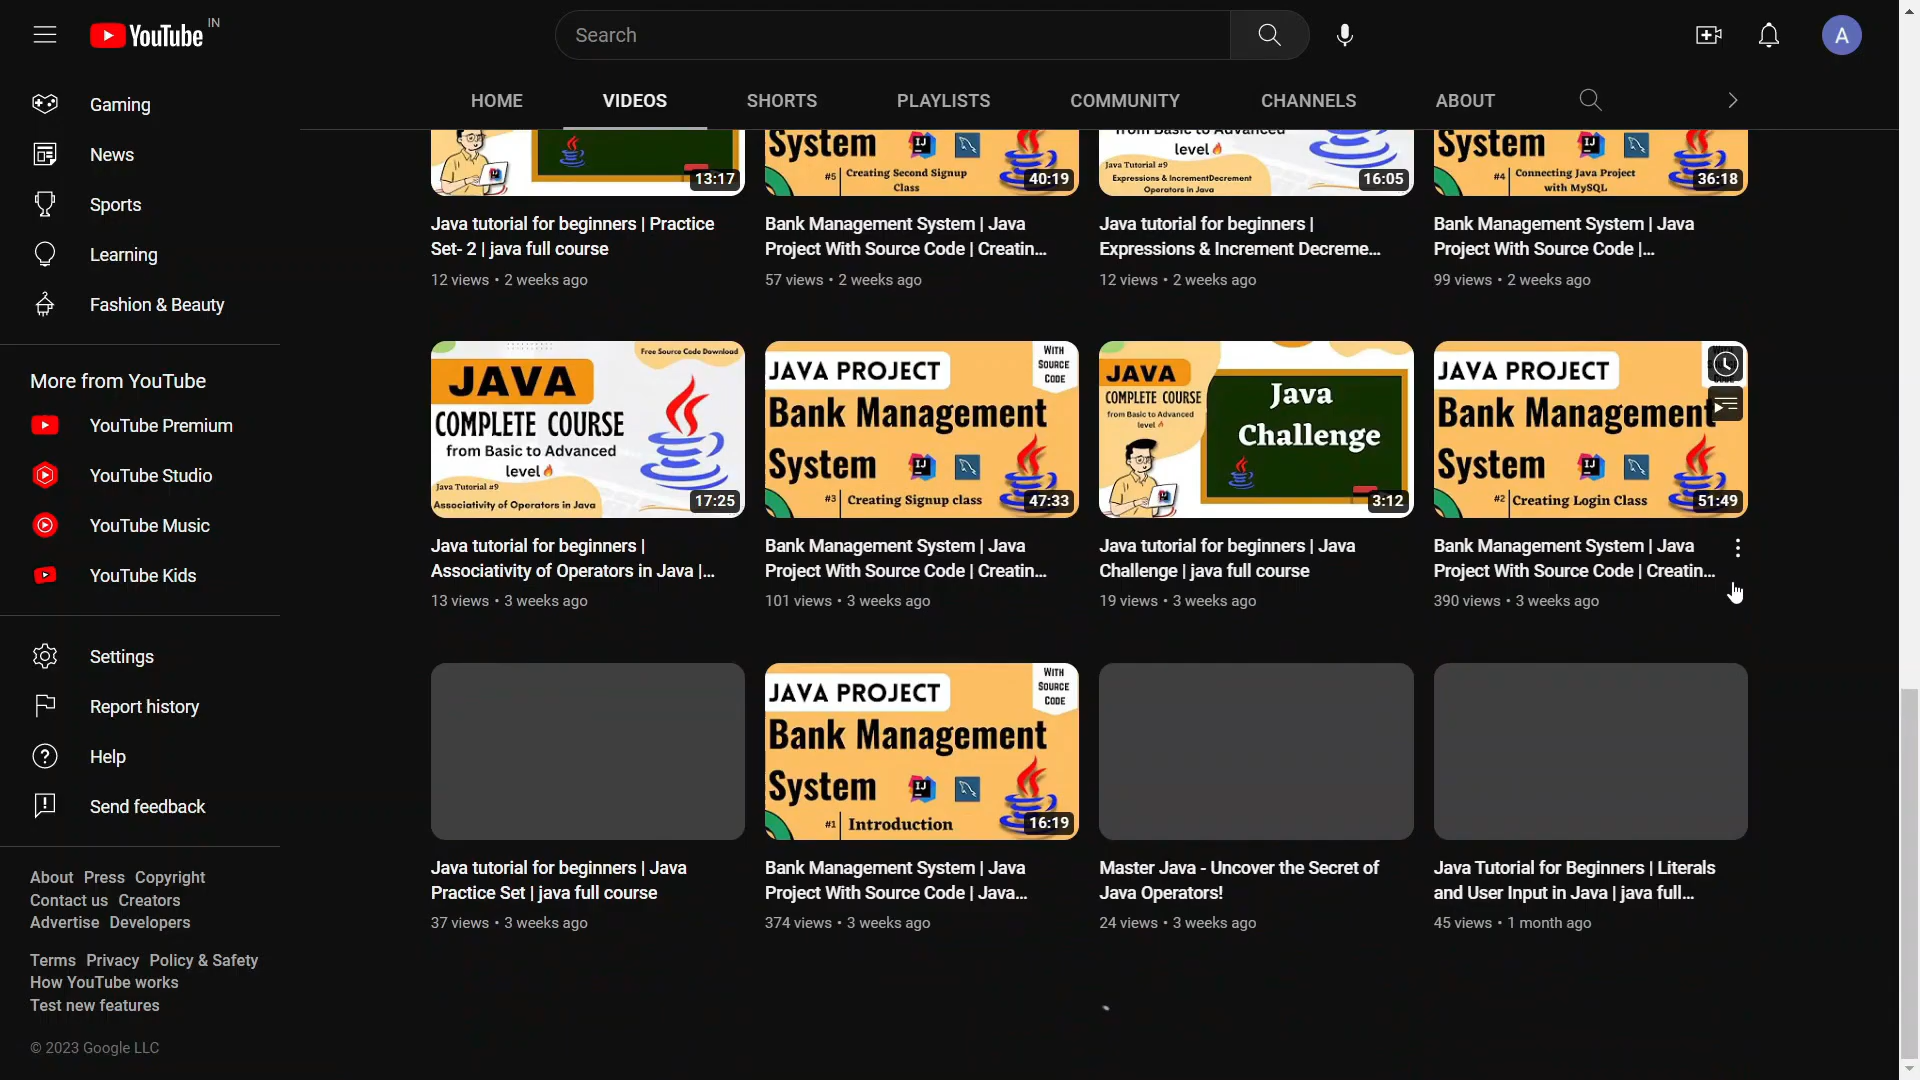 YouTube IN
Search
A
Gaming
News
Sports
Learning
Fashion & Beauty
More from YouTube
YouTube Premium
YouTube Studio
YouTube Music
YouTube Kids
Settings
Report history
Help
Send feedback
About Press Copyright
Contact us Creators
Advertise Developers
Terms Privacy Policy & Safety
How YouTube works
Test new features
© 2023 Google LLC
HOME VIDEOS SHORTS PLAYLISTS COMMUNITY CHANNELS ABOUT
13:17
Java tutorial for beginners | Practice
Set- 2 | java full course
12 views • 2 weeks ago
System
#5 Creating Second Signup
Class
40:19
Bank Management System | Java
Project With Source Code | Creatin...
57 views • 2 weeks ago
from Basic to Advanced
level
Java Tutorial #9
Expressions & IncrementDecrement
Operators in Java
16:05
Java tutorial for beginners |
Expressions & Increment Decreme...
12 views • 2 weeks ago
System
#4 Connecting Java Project
with MySQL
36:18
Bank Management System | Java
Project With Source Code |...
99 views • 2 weeks ago
Free Source Code Download
JAVA
COMPLETE COURSE
from Basic to Advanced
level
Java Tutorial #9
Associativity of Operators in Java
17:25
Java tutorial for beginners |
Associativity of Operators in Java |...
13 views • 3 weeks ago
JAVA PROJECT
WITH
SOURCE
CODE
Bank Management
System IJ
#3 Creating Signup class
47:33
Bank Management System | Java
Project With Source Code | Creatin...
101 views • 3 weeks ago
JAVA
COMPLETE COURSE
from Basic to Advanced
level
Java
Challenge
3:12
Java tutorial for beginners | Java
Challenge | java full course
19 views • 3 weeks ago
JAVA PROJECT
Bank Management
System IJ
#2 Creating Login Class
51:49
Bank Management System | Java
Project With Source Code | Creatin...
390 views • 3 weeks ago
Java tutorial for beginners | Java
Practice Set | java full course
37 views • 3 weeks ago
JAVA PROJECT
WITH
SOURCE
CODE
Bank Management
System IJ
#1 Introduction
16:19
Bank Management System | Java
Project With Source Code | Java...
374 views • 3 weeks ago
Master Java - Uncover the Secret of
Java Operators!
24 views • 3 weeks ago
Java Tutorial for Beginners | Literals
and User Input in Java | java full...
45 views • 1 month ago